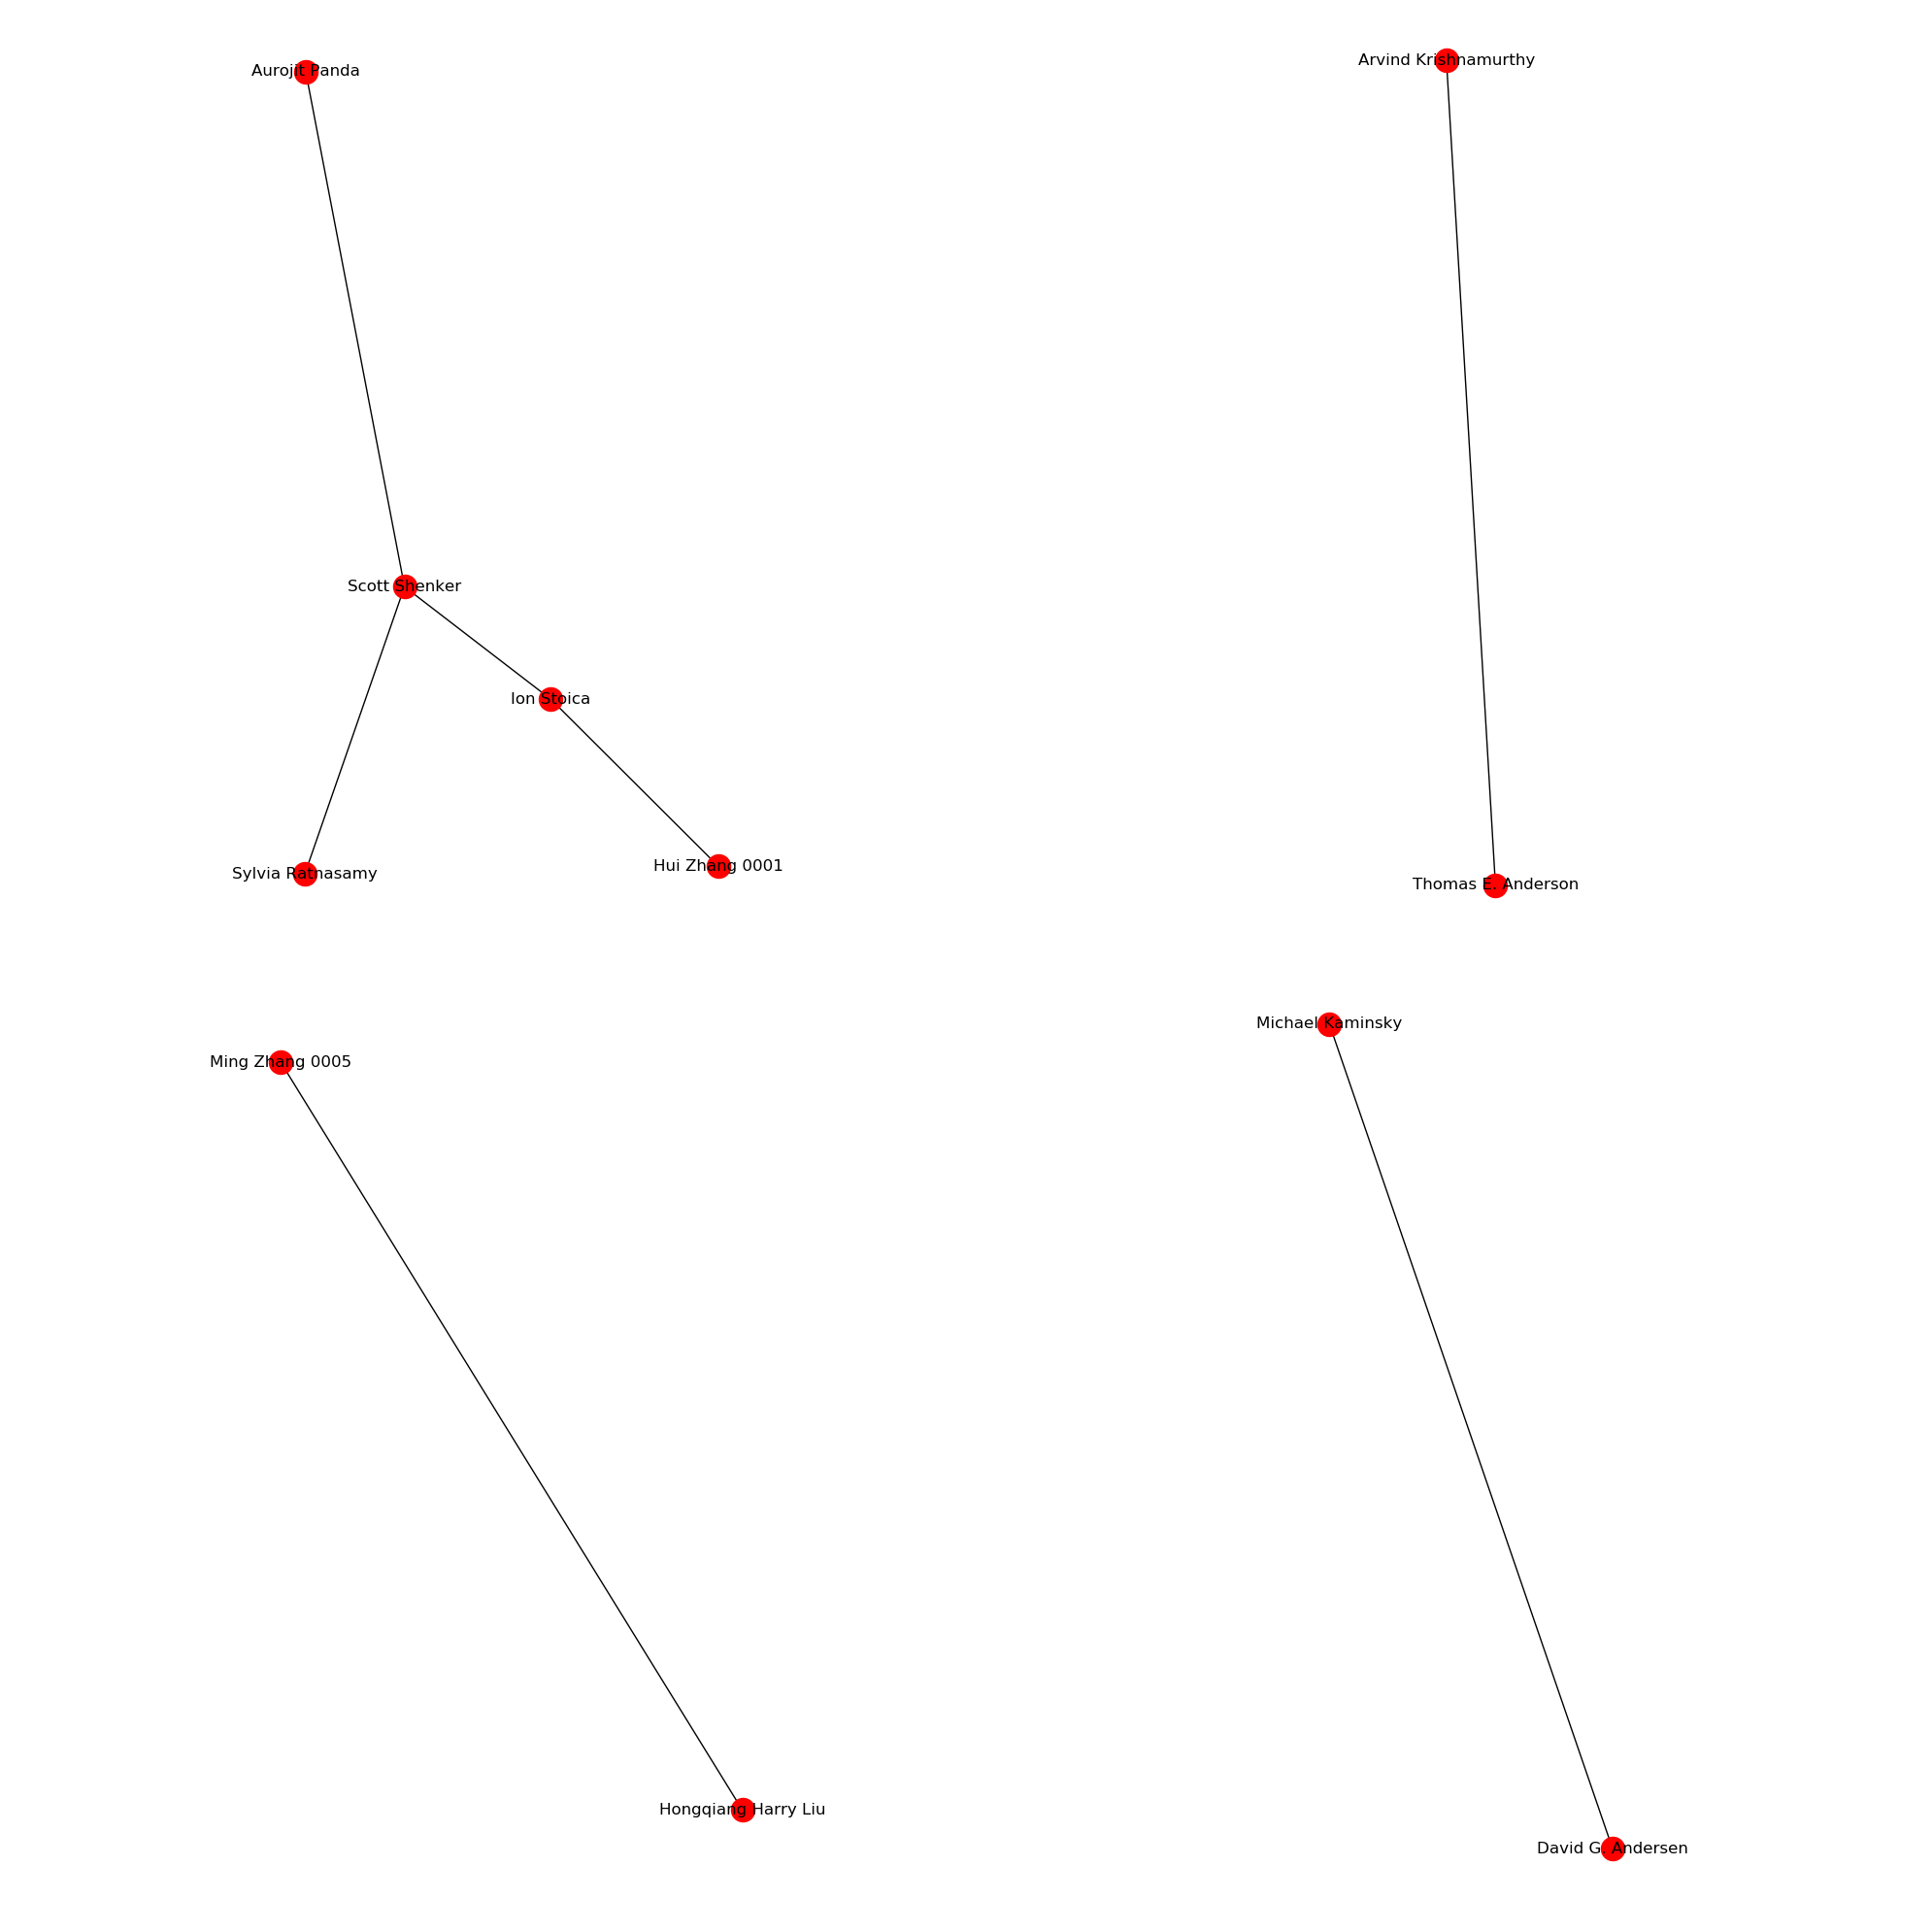 Aurojit Panda
Arvind Krishnamurthy
Scott Shenker
Ion Stoica
Sylvia Ratnasamy
Hui Zhang 0001
Thomas E. Anderson
Michael Kaminsky
Ming Zhang 0005
Hongqiang Harry Liu
David G. Andersen